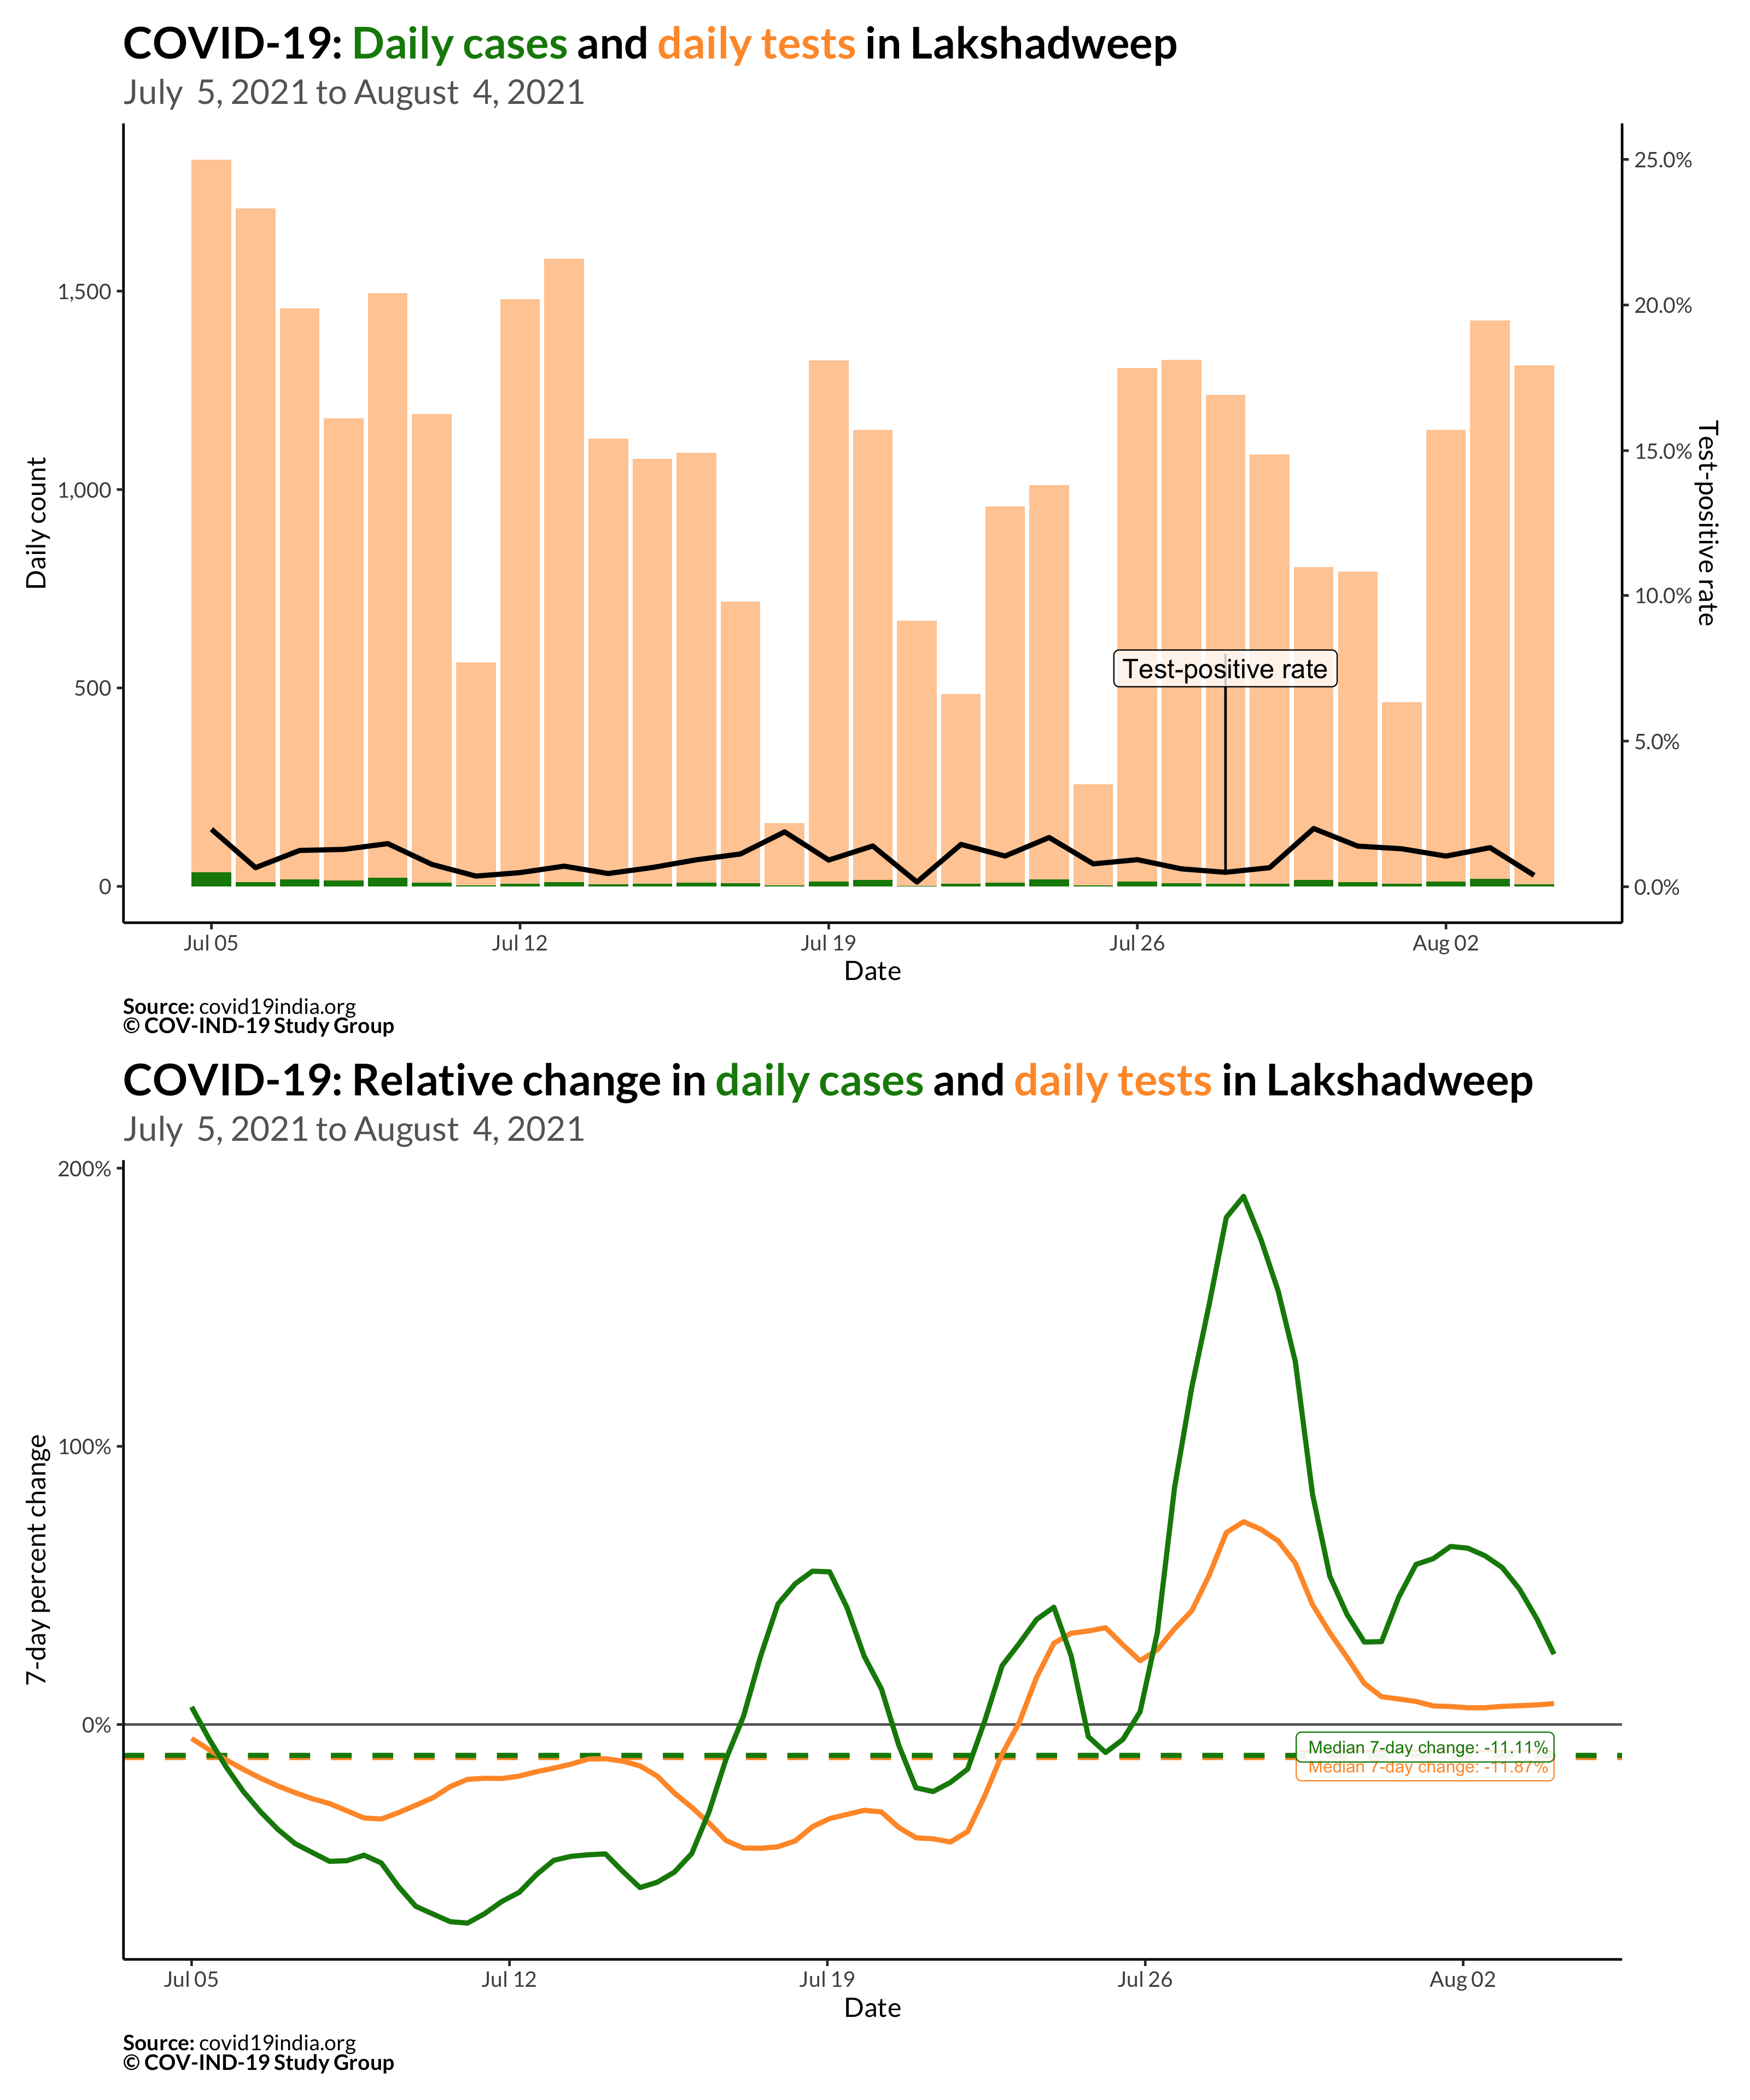 COVID-19: Daily cases and daily tests in Lakshadweep
July 5, 2021 to August 4, 2021
25.0%
20.0%
15.0%
10.0%
5.0%
0.0%
Test-positive rate
1,500
1,000
500
0
Daily count
Test-positive rate
Jul 05 Jul 12 Jul 19 Jul 26 Aug 02
Date
Source: covid19india.org
© COV-IND-19 Study Group
COVID-19: Relative change in daily cases and daily tests in Lakshadweep
July 5, 2021 to August 4, 2021
200%
100%
0%
7-day percent change
Median 7-day change: -11.11%
Median 7-day change: -11.87%
Jul 05 Jul 12 Jul 19 Jul 26 Aug 02
Date
Source: covid19india.org
© COV-IND-19 Study Group